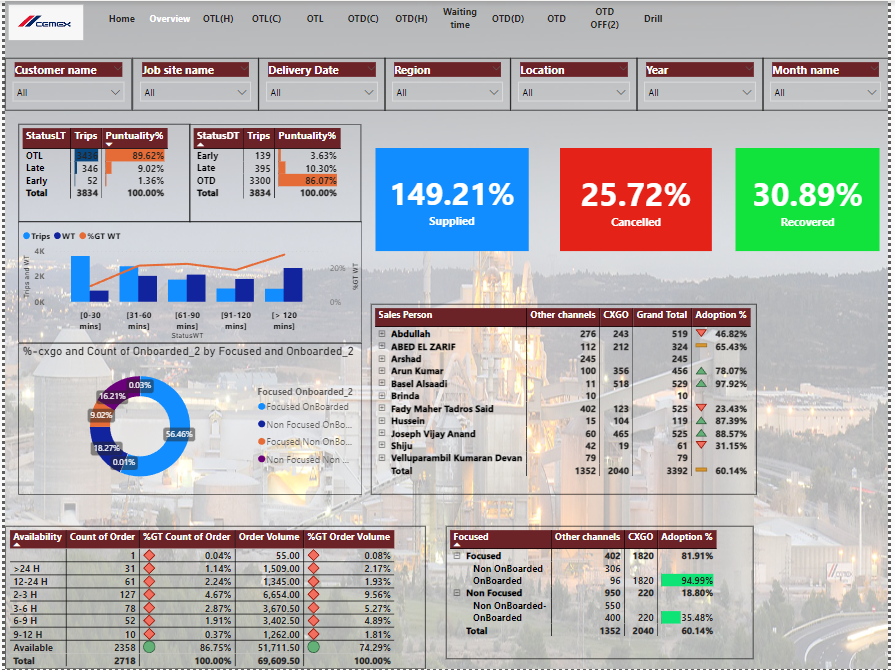 CEMEX
Home Overview OTL(H) OTL(C) OTL OTD(C) OTD(H) Waiting time OTD(D) OTD OTD OFF(2) Drill
Customer name Job site name Delivery Date Region Location Year Month name
All All All All All All All
StatusLT Trips Puntuality%
OTL 3436 89.62%
Late 346 9.02%
Early 52 1.36%
Total 3834 100.00%
StatusDT Trips Puntuality%
Early 139 3.63%
Late 395 10.30%
OTD 3300 86.07%
Total 3834 100.00%
149.21%
Supplied
25.72%
Cancelled
30.89%
Recovered
Trips WT %GT WT
4K
2K
0K
Trips and WT
20%
0%
%GT WT
[0-30 mins] [31-60 mins] [61-90 mins] [91-120 mins] [> 120 mins]
StatusWT
%-cxgo and Count of Onboarded_2 by Focused and Onboarded_2
0.03%
16.21%
9.02%
18.27%
0.01%
56.46%
Focused Onboarded_2
Focused OnBoarded
Non Focused OnBo...
Focused Non OnBo...
Non Focused Non ...
Sales Person Other channels CXGO Grand Total Adoption %
Abdullah 276 243 519 46.82%
ABED EL ZARIF 112 212 324 65.43%
Arshad 245 245
Arun Kumar 100 356 456 78.07%
Basel Alsaadi 11 518 529 97.92%
Brinda 10 10
Fady Maher Tadros Said 402 123 525 23.43%
Hussein 15 104 119 87.39%
Joseph Vijay Anand 60 465 525 88.57%
Shiju 42 19 61 31.15%
Velluparambil Kumaran Devan 79 79
Total 1352 2040 3392 60.14%
Availability Count of Order %GT Count of Order Order Volume %GT Order Volume
1 0.04% 55.00 0.08%
>24 H 31 1.14% 1,509.00 2.17%
12-24 H 61 2.24% 1,345.00 1.93%
2-3 H 127 4.67% 6,654.00 9.56%
3-6 H 78 2.87% 3,670.50 5.27%
6-9 H 52 1.91% 3,402.50 4.89%
9-12 H 10 0.37% 1,262.00 1.81%
Available 2358 86.75% 51,711.50 74.29%
Total 2718 100.00% 69,609.50 100.00%
Focused Other channels CXGO Adoption %
Focused 402 1820 81.91%
Non OnBoarded 306
OnBoarded 96 1820 94.99%
Non Focused 950 220 18.80%
Non OnBoarded- 550
OnBoarded 400 220 35.48%
Total 1352 2040 60.14%